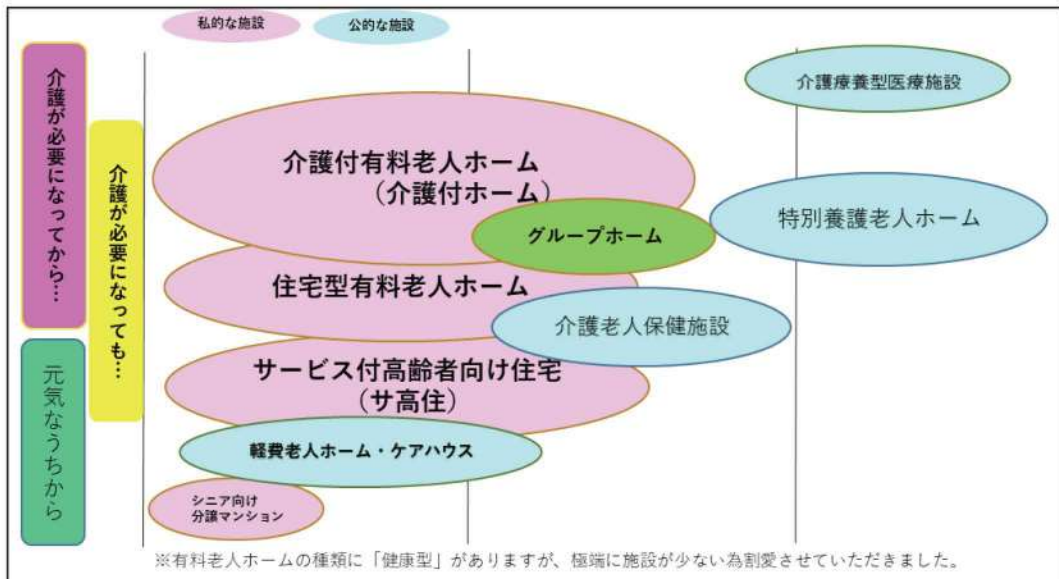 私的な施設
公的な施設
介護が必要になってから…
介護が必要になっても…
元気なうちから
介護療養型医療施設
介護付有料老人ホーム
（介護付ホーム）
特別養護老人ホーム
グループホーム
住宅型有料老人ホーム
介護老人保健施設
サービス付高齢者向け住宅
（サ高住）
軽費老人ホーム・ケアハウス
シニア向け
分譲マンション
※有料老人ホームの種類に「健康型」がありますが、極端に施設が少ない為割愛させていただきました。